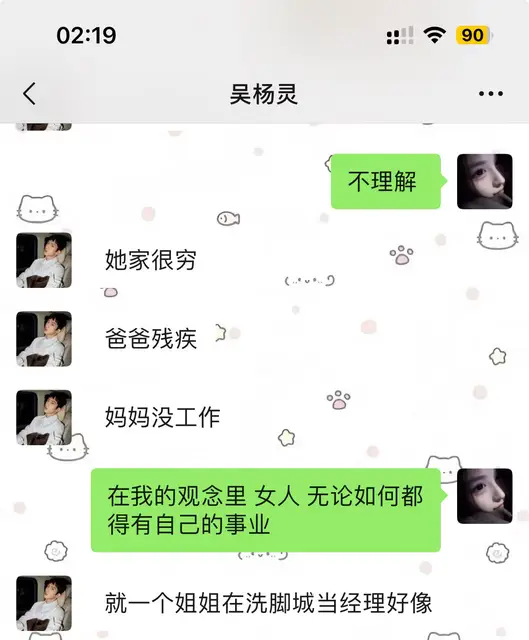 02:19
90
吴杨灵
不理解
她家很穷
爸爸残疾
妈妈没工作
在我的观念里 女人 无论如何都
得有自己的事业
就一个姐姐在洗脚城当经理好像